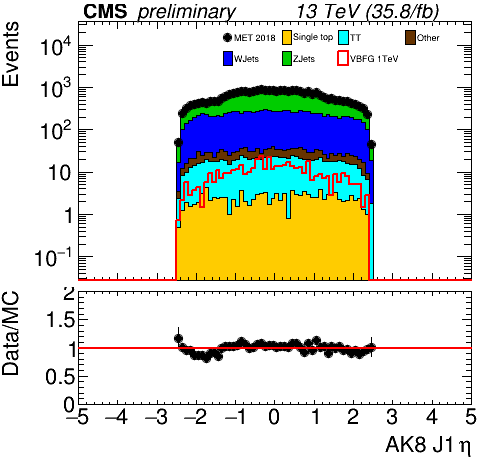 CMS preliminary 13 TeV (35.8/fb)
Events
MET 2018 Single top TT Other
WJets ZJets VBFG 1TeV
10⁴
10³
10²
10
1
10⁻¹
Data/MC
2
1.5
1
0.5
0
−5 −4 −3 −2 −1 0 1 2 3 4 5
AK8 J1 η